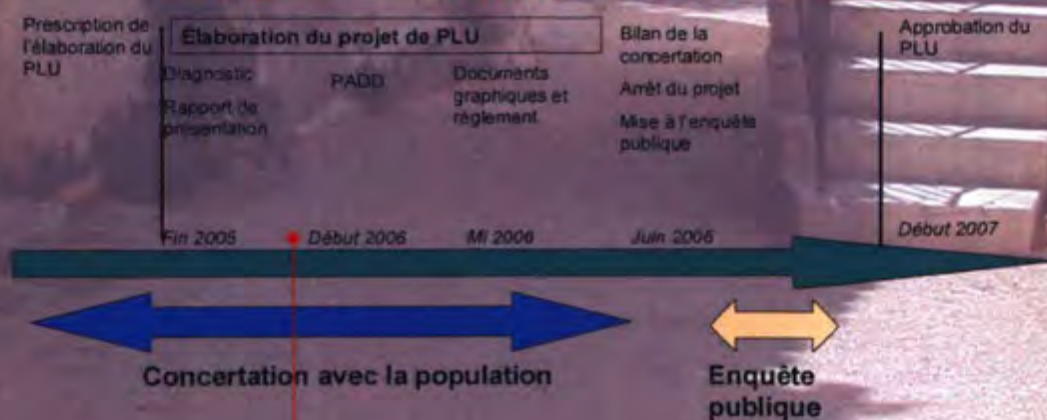 Prescription de
l'élaboration du
PLU
Élaboration du projet de PLU
Diagnostic
Rapport de
présentation
PADD
Documents
graphiques et
règlement
Bilan de la
concertation
Arrêt du projet
Mise à l'enquête
publique
Approbation du
PLU
Fin 2005
Début 2006
Mi 2006
Juin 2006
Début 2007
Concertation avec la population
Enquête
publique